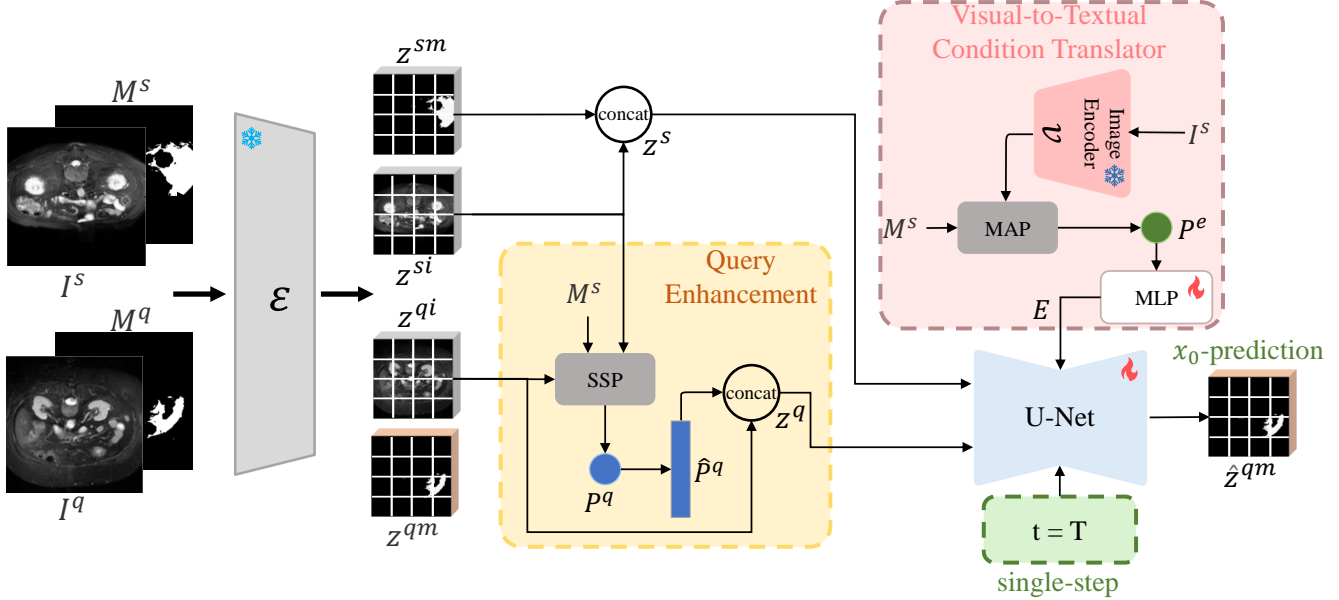 Visual-to-Textual
Condition Translator
z^{sm}
M^s
concat
z^s
Image
Encoder
𝒱
I^s
M^s
MAP
P^e
I^s
z^{si}
Query
Enhancement
MLP
ε
M^s
E
M^q
z^{qi}
x_0-prediction
SSP
concat
z^q
U-Net
P̂^q
P^q
ẑ^{qm}
I^q
z^{qm}
t = T
single-step